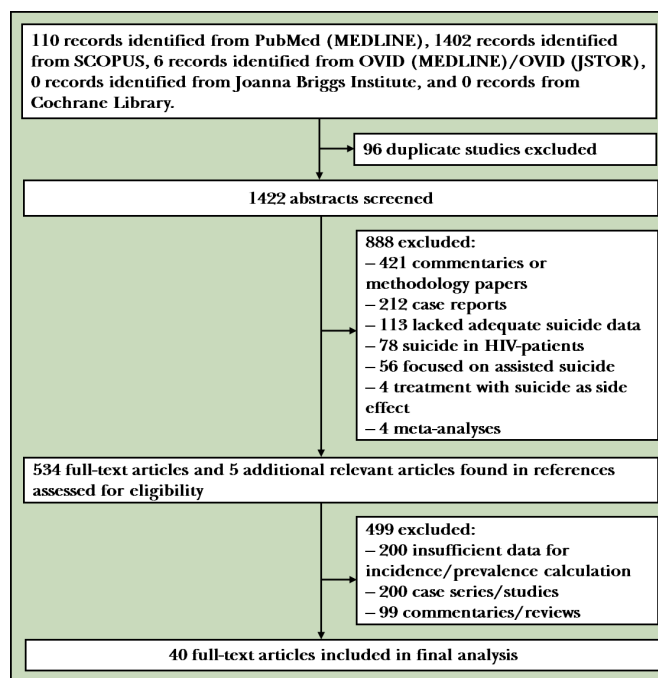 110 records identified from PubMed (MEDLINE), 1402 records identified
from SCOPUS, 6 records identified from OVID (MEDLINE)/OVID (JSTOR),
0 records identified from Joanna Briggs Institute, and 0 records from
Cochrane Library.
96 duplicate studies excluded
1422 abstracts screened
888 excluded:
– 421 commentaries or
methodology papers
– 212 case reports
– 113 lacked adequate suicide data
– 78 suicide in HIV-patients
– 56 focused on assisted suicide
– 4 treatment with suicide as side
effect
– 4 meta-analyses
534 full-text articles and 5 additional relevant articles found in references
assessed for eligibility
499 excluded:
– 200 insufficient data for
incidence/prevalence calculation
– 200 case series/studies
– 99 commentaries/reviews
40 full-text articles included in final analysis